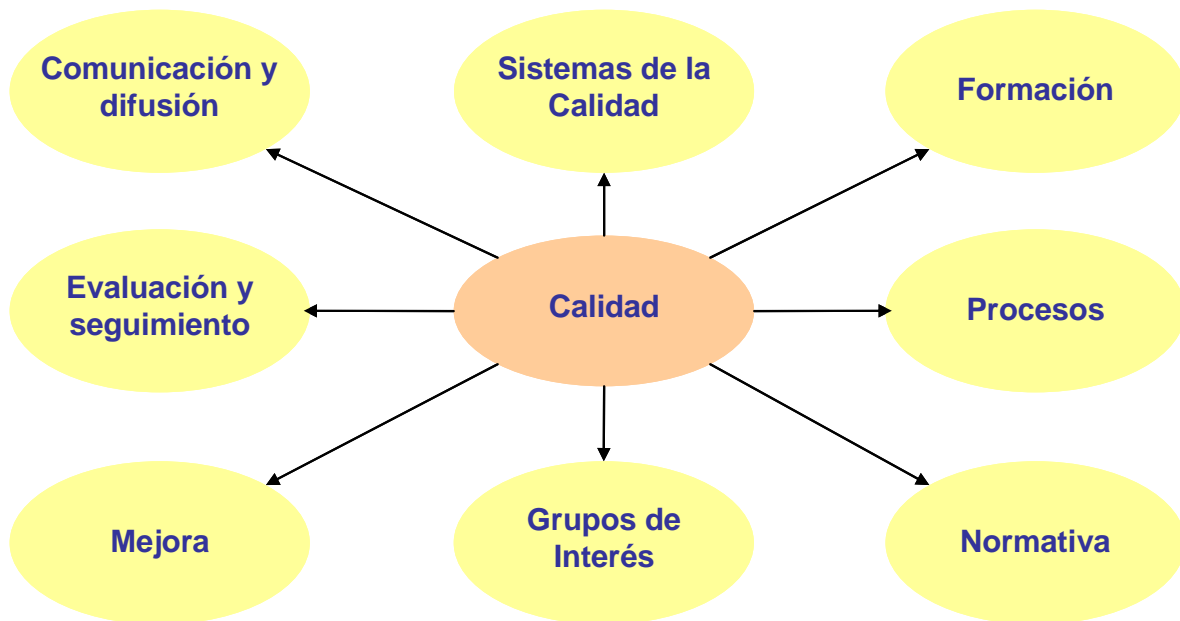 Comunicación y
difusión
Sistemas de la
Calidad
Formación
Evaluación y
seguimiento
Calidad
Procesos
Mejora
Grupos de
Interés
Normativa